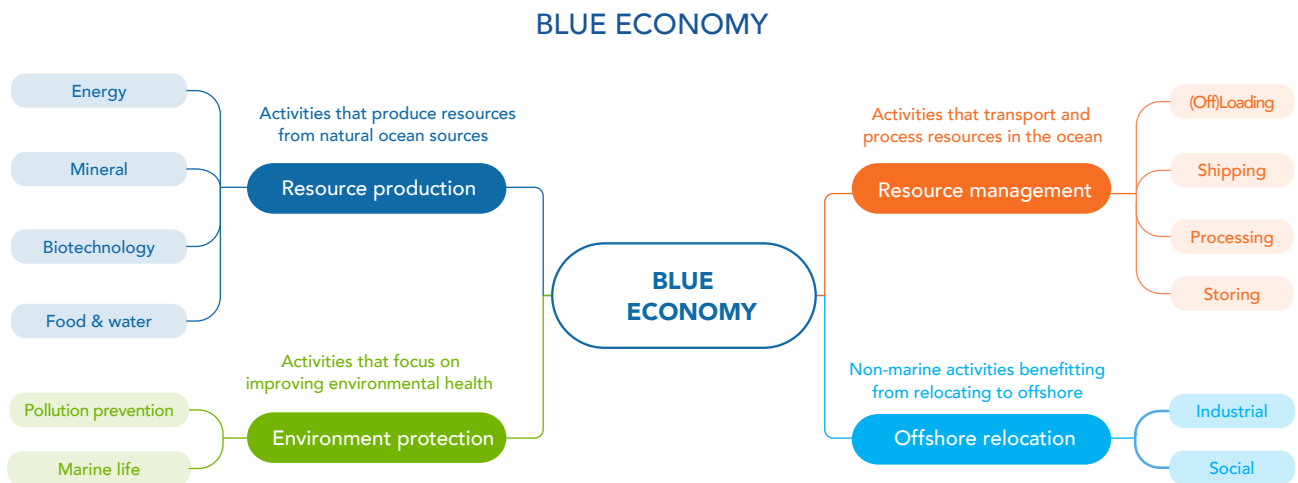 BLUE ECONOMY
Energy
Mineral
Biotechnology
Food & water
Activities that produce resources
from natural ocean sources
Resource production
Pollution prevention
Marine life
Activities that focus on
improving environmental health
Environment protection
BLUE
ECONOMY
Activities that transport and
process resources in the ocean
Resource management
(Off)Loading
Shipping
Processing
Storing
Non-marine activities benefitting
from relocating to offshore
Offshore relocation
Industrial
Social